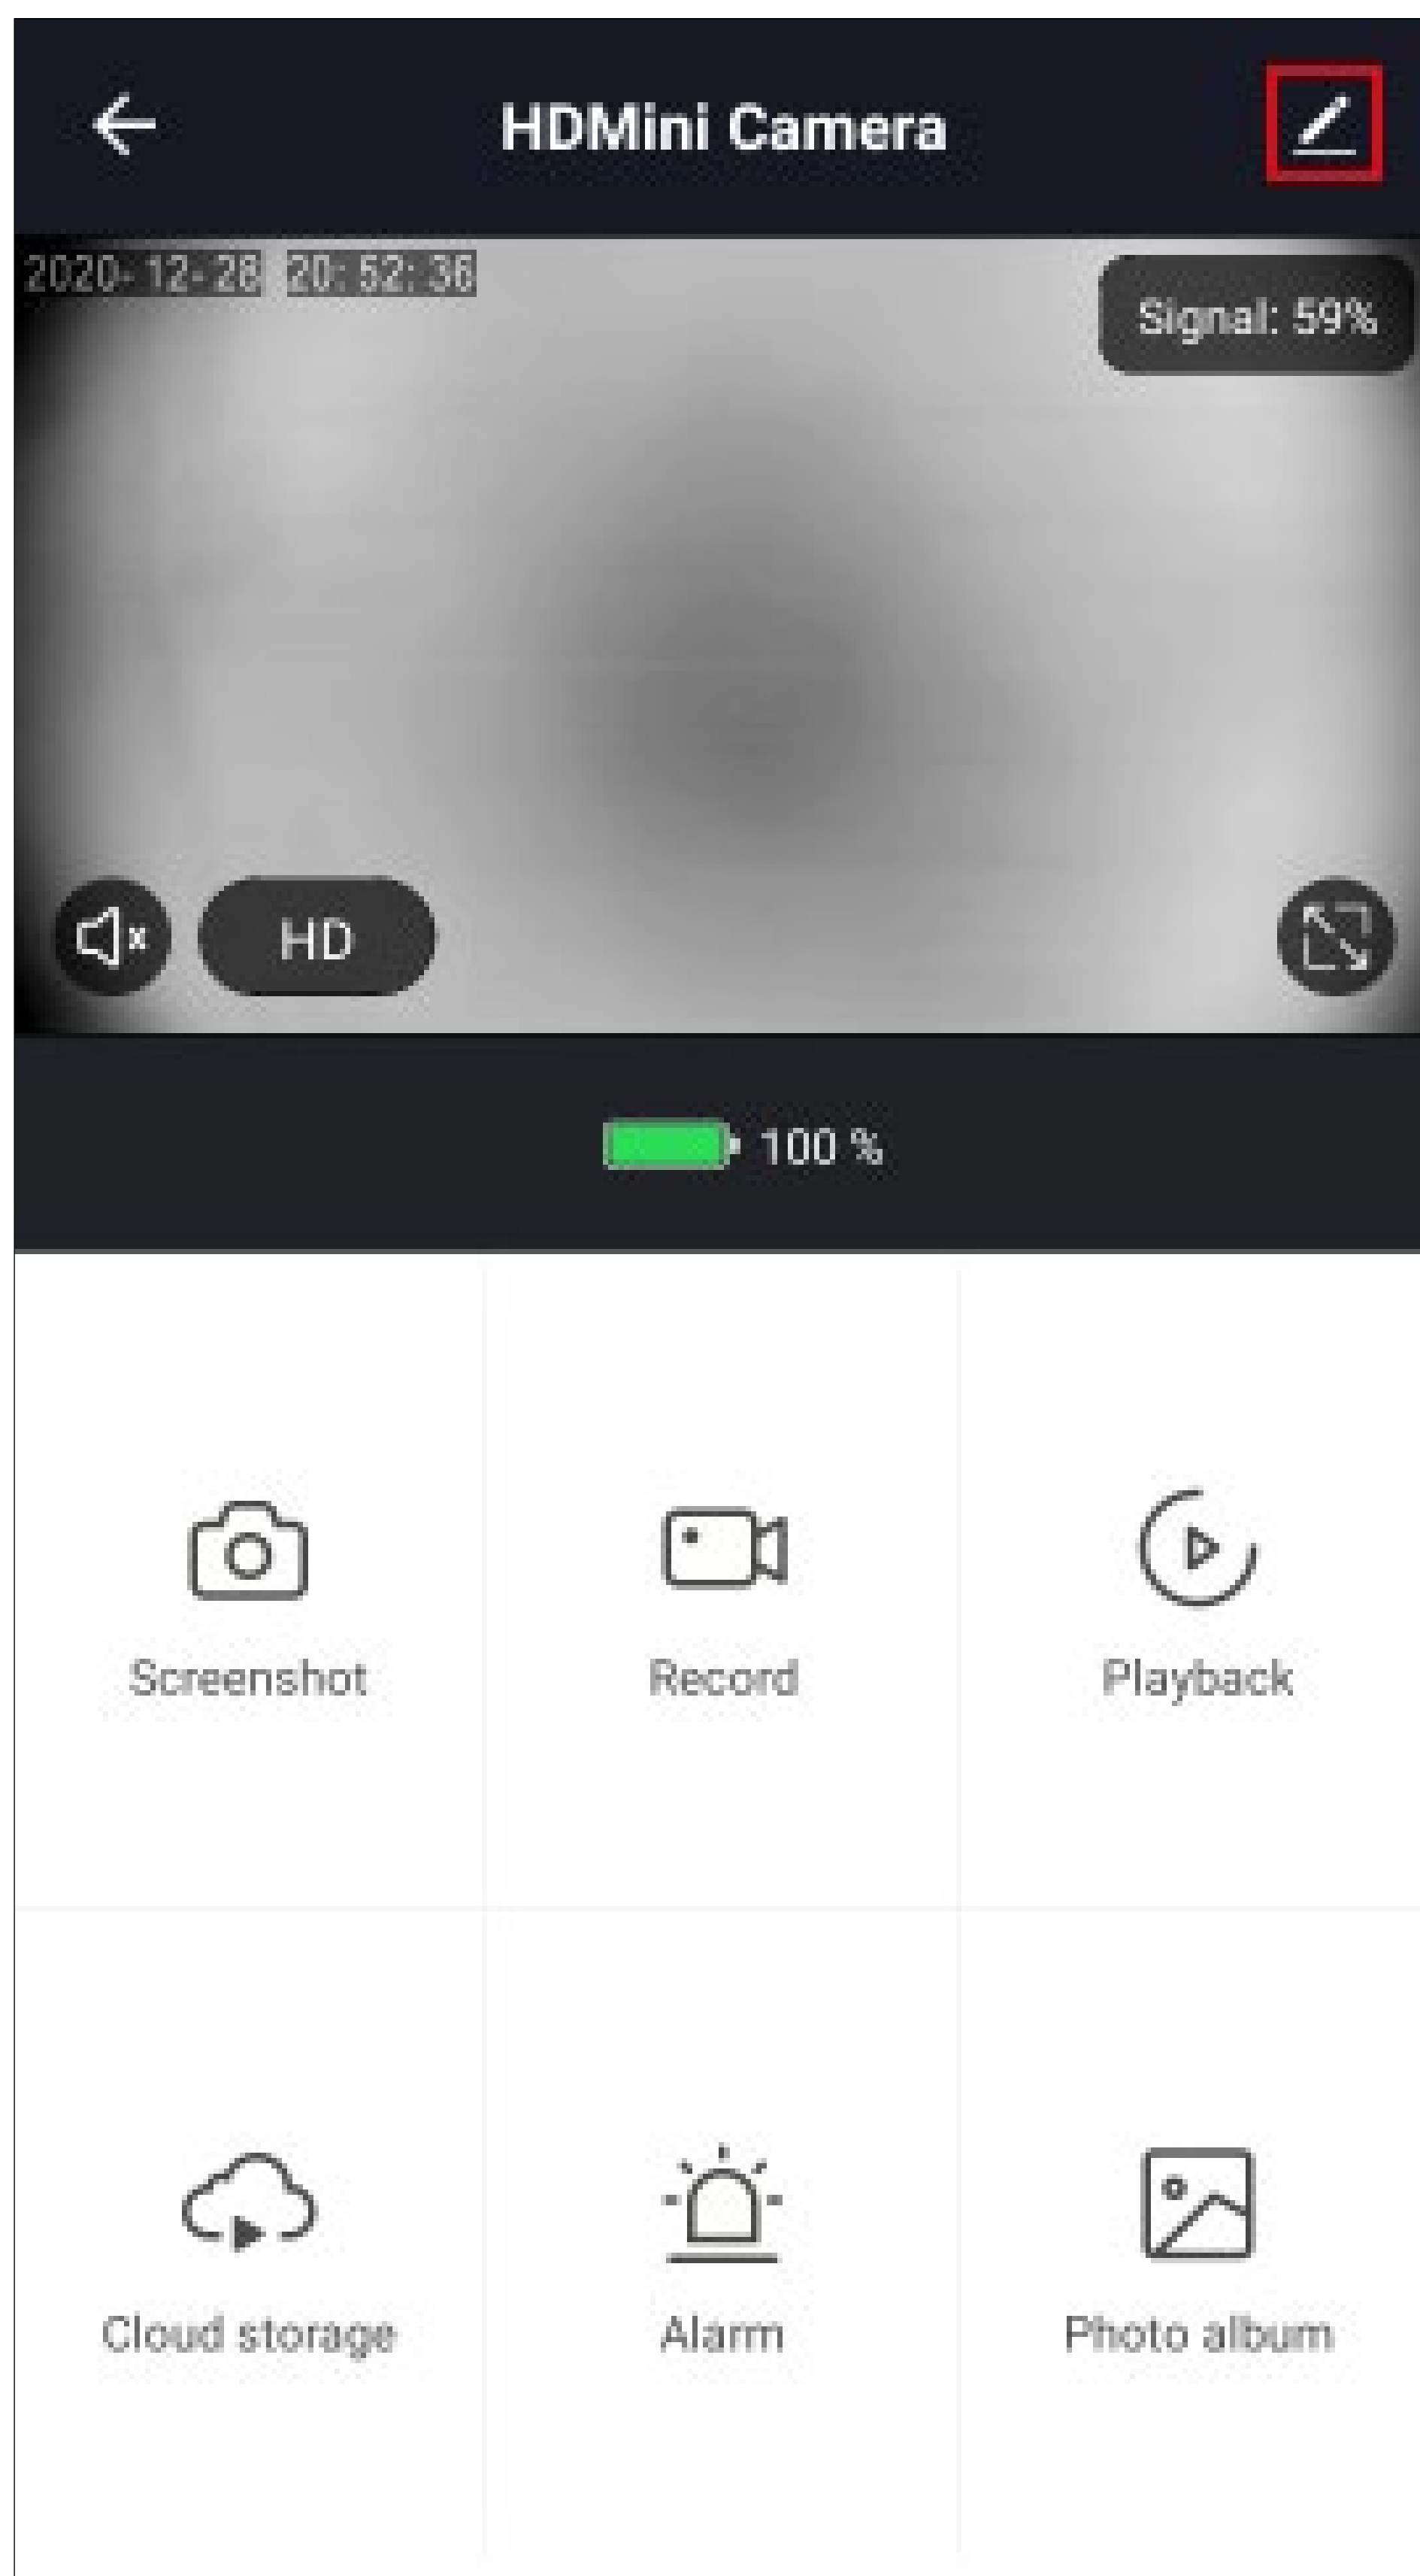 HDMini Camera
2020-12-28 20:52:36
Signal: 59%
HD
100 %
Screenshot
Record
Playback
Cloud storage
Alarm
Photo album